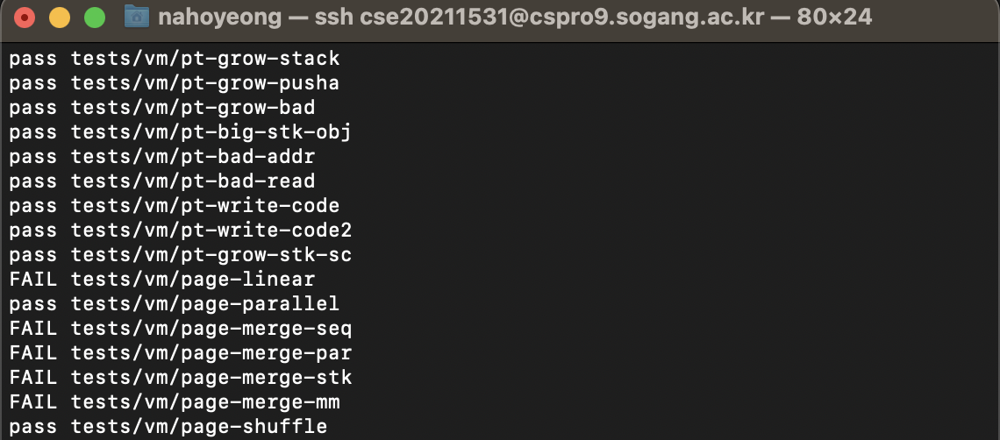 nahoyeong — ssh cse20211531@cspro9.sogang.ac.kr — 80×24
pass tests/vm/pt-grow-stack
pass tests/vm/pt-grow-pusha
pass tests/vm/pt-grow-bad
pass tests/vm/pt-big-stk-obj
pass tests/vm/pt-bad-addr
pass tests/vm/pt-bad-read
pass tests/vm/pt-write-code
pass tests/vm/pt-write-code2
pass tests/vm/pt-grow-stk-sc
FAIL tests/vm/page-linear
pass tests/vm/page-parallel
FAIL tests/vm/page-merge-seq
FAIL tests/vm/page-merge-par
FAIL tests/vm/page-merge-stk
FAIL tests/vm/page-merge-mm
pass tests/vm/page-shuffle